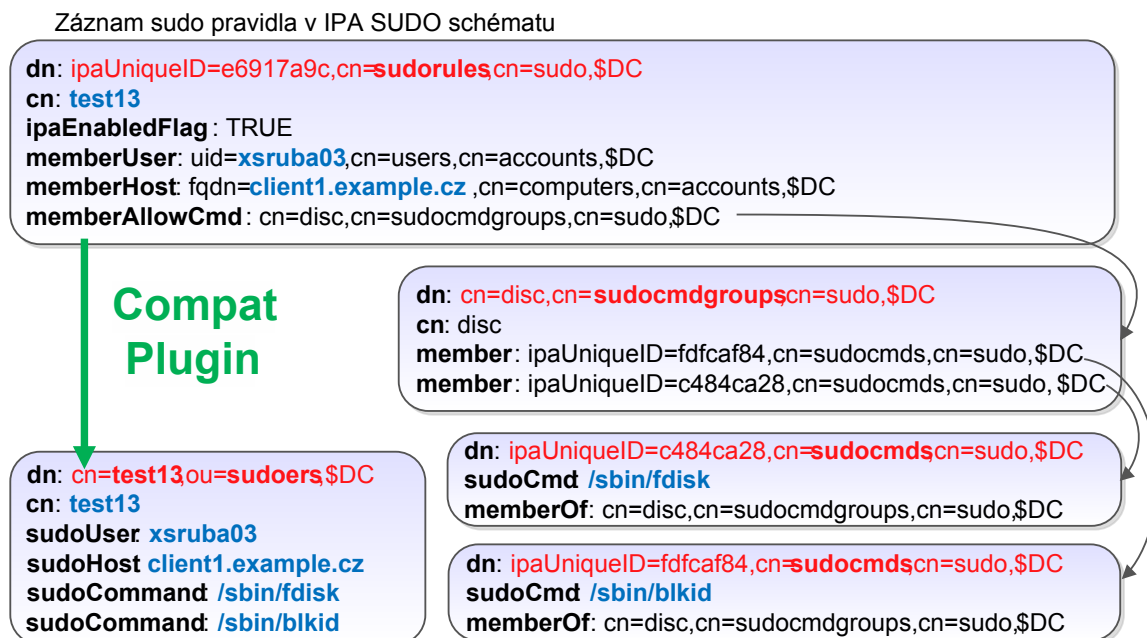 Záznam sudo pravidla v IPA SUDO schématu
dn: ipaUniqueID=e6917a9c,cn=sudorules,cn=sudo,$DC
cn: test13
ipaEnabledFlag : TRUE
memberUser: uid=xsruba03,cn=users,cn=accounts,$DC
memberHost: fqdn=client1.example.cz ,cn=computers,cn=accounts,$DC
memberAllowCmd : cn=disc,cn=sudocmdgroups,cn=sudo,$DC
Compat
Plugin
dn: cn=disc,cn=sudocmdgroups,cn=sudo,$DC
cn: disc
member : ipaUniqueID=fdfcaf84,cn=sudocmds,cn=sudo,$DC
member : ipaUniqueID=c484ca28,cn=sudocmds,cn=sudo, $DC
dn: ipaUniqueID=c484ca28,cn=sudocmds,cn=sudo,$DC
sudoCmd: /sbin/fdisk
memberOf: cn=disc,cn=sudocmdgroups,cn=sudo,$DC
dn: ipaUniqueID=fdfcaf84,cn=sudocmds,cn=sudo,$DC
sudoCmd: /sbin/blkid
memberOf: cn=disc,cn=sudocmdgroups,cn=sudo,$DC
dn: cn=test13,ou=sudoers,$DC
cn: test13
sudoUser: xsruba03
sudoHost: client1.example.cz
sudoCommand: /sbin/fdisk
sudoCommand: /sbin/blkid